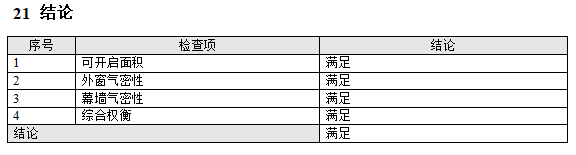 21 结论
序号 检查项 结论
1 可开启面积 满足
2 外窗气密性 满足
3 幕墙气密性 满足
4 综合权衡 满足
结论 满足